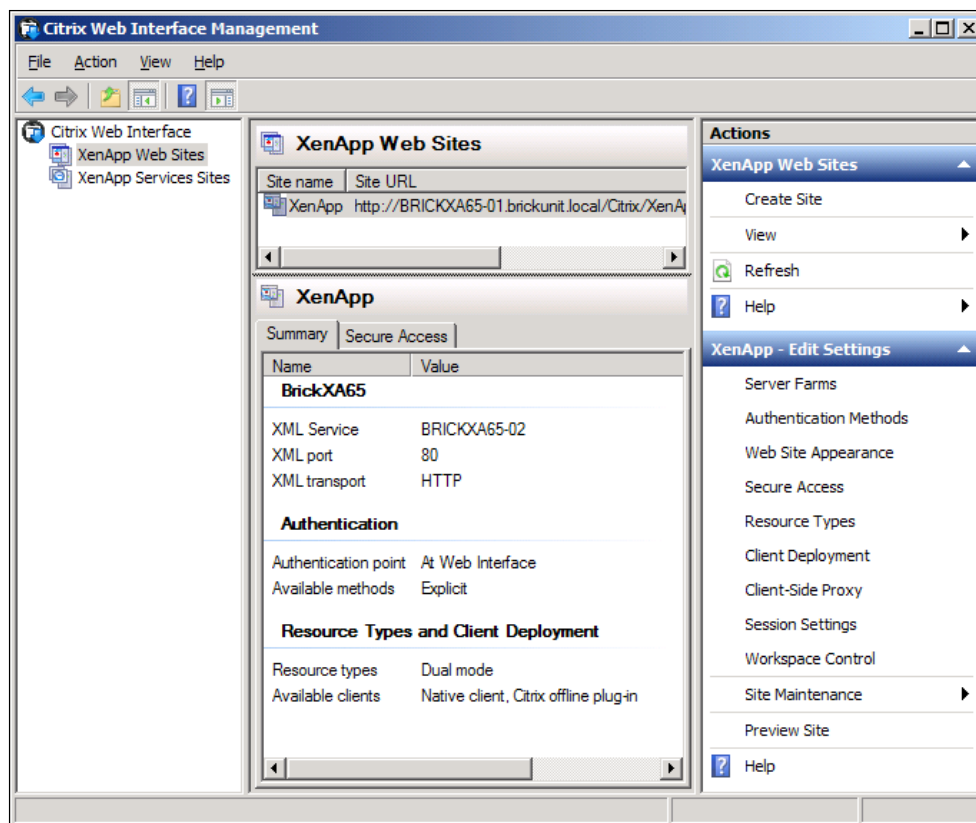 Citrix Web Interface Management
File Action View Help
Citrix Web Interface
XenApp Web Sites
XenApp Services Sites
XenApp Web Sites
Site name Site URL
XenApp http://BRICKXA65-01.brickunit.local/Citrix/XenA
XenApp
Summary Secure Access
Name Value
BrickXA65
XML Service BRICKXA65-02
XML port 80
XML transport HTTP
Authentication
Authentication point At Web Interface
Available methods Explicit
Resource Types and Client Deployment
Resource types Dual mode
Available clients Native client, Citrix offline plug-in
Actions
XenApp Web Sites
Create Site
View
Refresh
Help
XenApp - Edit Settings
Server Farms
Authentication Methods
Web Site Appearance
Secure Access
Resource Types
Client Deployment
Client-Side Proxy
Session Settings
Workspace Control
Site Maintenance
Preview Site
Help